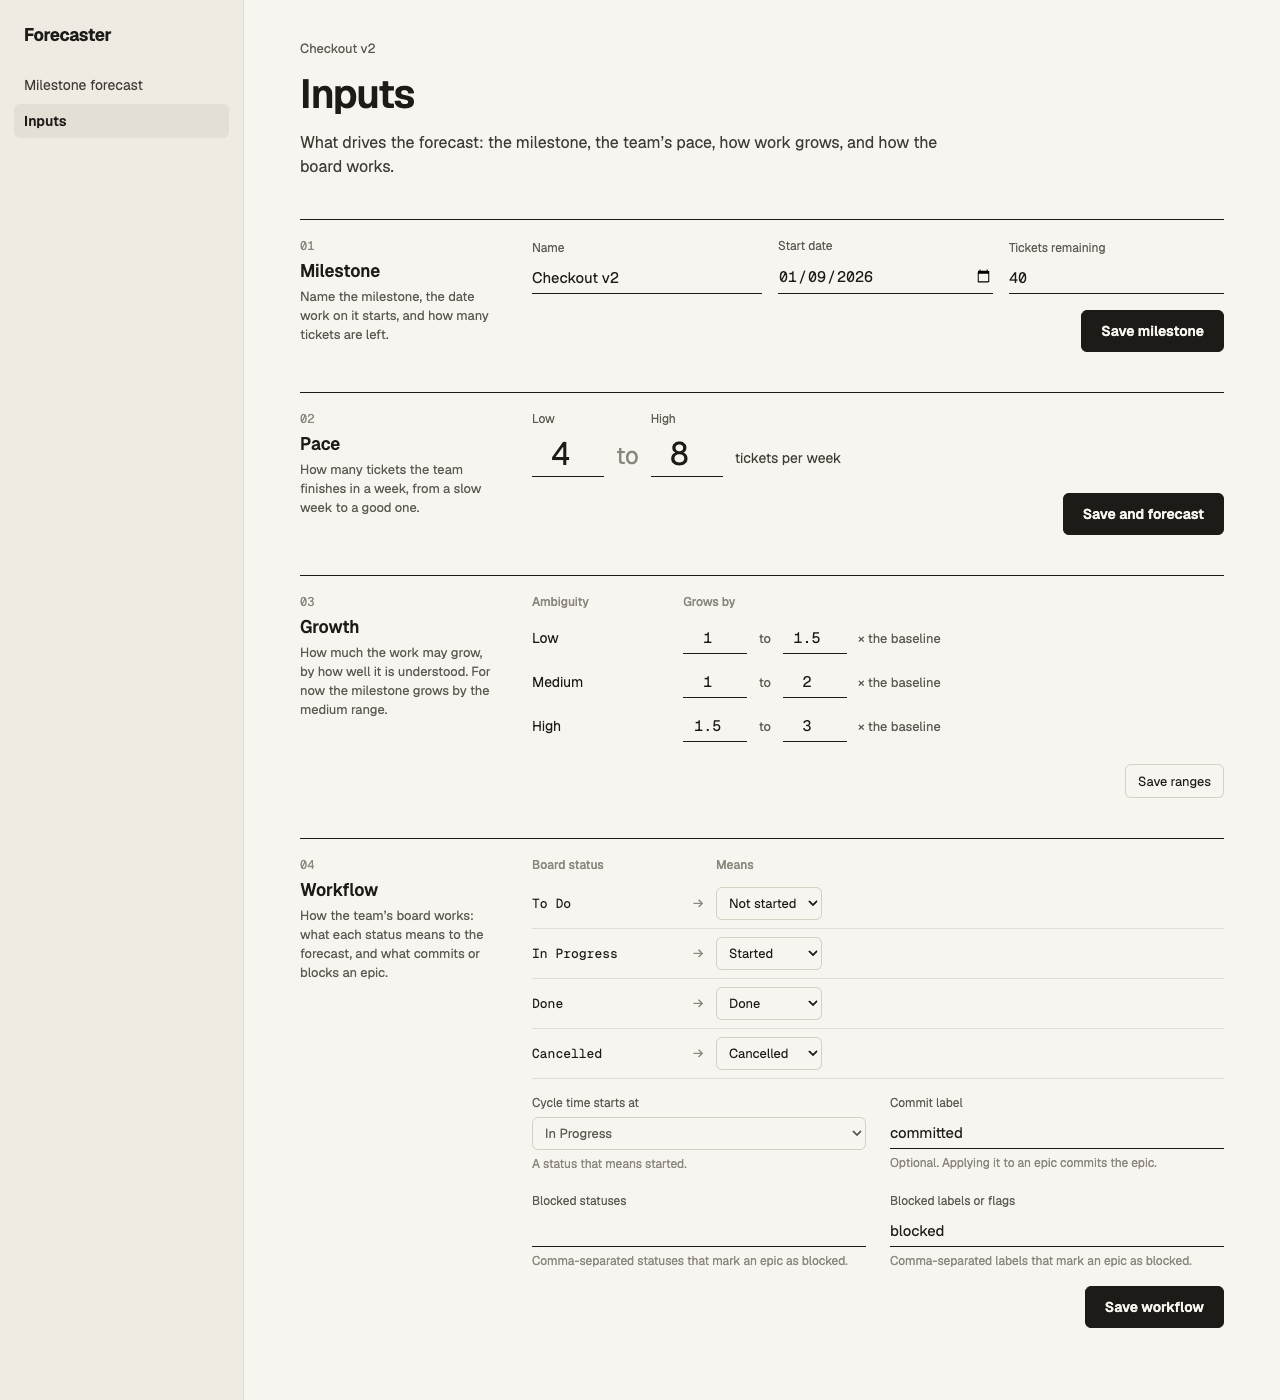 Forecaster
Milestone forecast
Inputs
Checkout v2
Inputs
What drives the forecast: the milestone, the team’s pace, how work grows, and how the
board works.
01
Milestone
Name the milestone, the date
work on it starts, and how many
tickets are left.
Name
Checkout v2
Start date
01/09/2026
Tickets remaining
40
Save milestone
02
Pace
How many tickets the team
finishes in a week, from a slow
week to a good one.
Low
High
4 to 8 tickets per week
Save and forecast
03
Growth
How much the work may grow,
by how well it is understood. For
now the milestone grows by the
medium range.
Ambiguity Grows by
Low 1 to 1.5 × the baseline
Medium 1 to 2 × the baseline
High 1.5 to 3 × the baseline
Save ranges
04
Workflow
How the team’s board works:
what each status means to the
forecast, and what commits or
blocks an epic.
Board status Means
To Do → Not started
In Progress → Started
Done → Done
Cancelled → Cancelled
Cycle time starts at
In Progress
A status that means started.
Commit label
committed
Optional. Applying it to an epic commits the epic.
Blocked statuses
Comma-separated statuses that mark an epic as blocked.
Blocked labels or flags
blocked
Comma-separated labels that mark an epic as blocked.
Save workflow